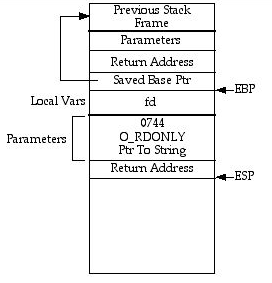 Previous Stack
Frame
Parameters
Return Address
Saved Base Ptr
EBP
Local Vars
fd
Parameters
0744
O_RDONLY
Ptr To String
Return Address
ESP